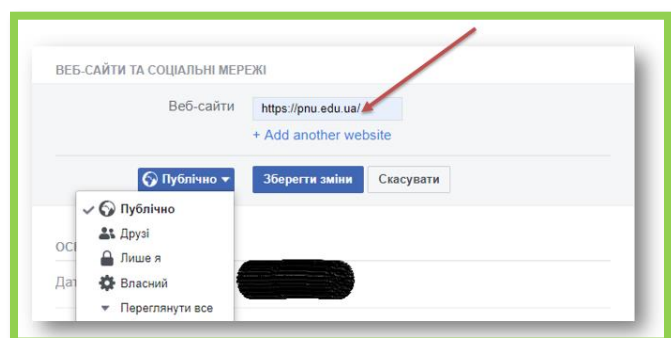 ВЕБ-САЙТИ ТА СОЦІАЛЬНІ МЕРЕЖІ
Веб-сайти https://pnu.edu.ua/
+ Add another website
Публічно Зберегти зміни Скасувати
Публічно
Друзі
Лише я
Власний
Переглянути все